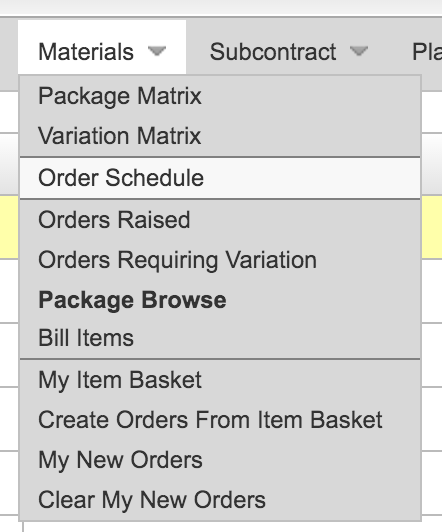 Materials Subcontract Pla
Package Matrix
Variation Matrix
Order Schedule
Orders Raised
Orders Requiring Variation
Package Browse
Bill Items
My Item Basket
Create Orders From Item Basket
My New Orders
Clear My New Orders